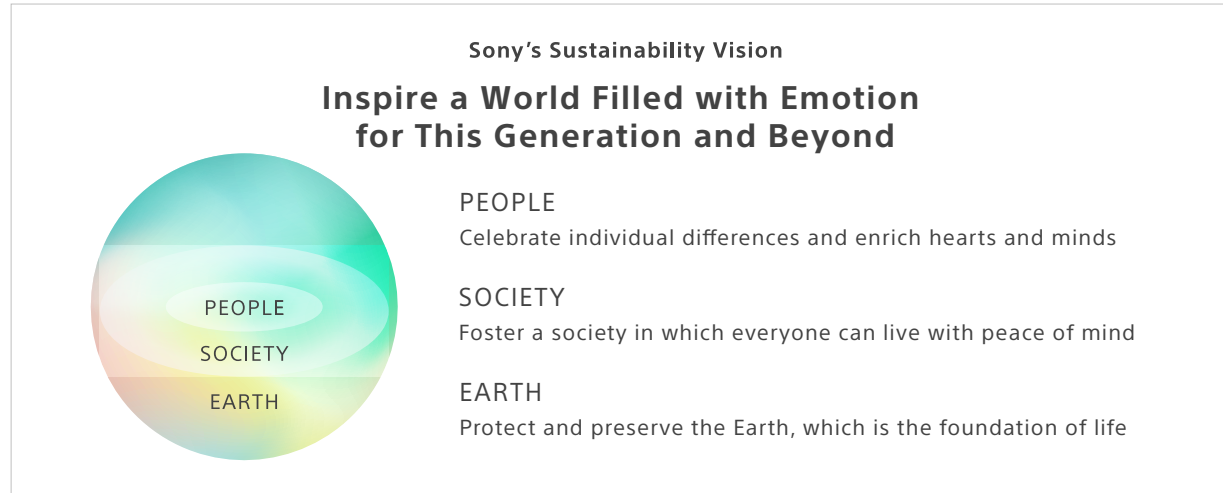 Sony’s Sustainability Vision
Inspire a World Filled with Emotion
for This Generation and Beyond
PEOPLE
SOCIETY
EARTH
PEOPLE
Celebrate individual differences and enrich hearts and minds
SOCIETY
Foster a society in which everyone can live with peace of mind
EARTH
Protect and preserve the Earth, which is the foundation of life